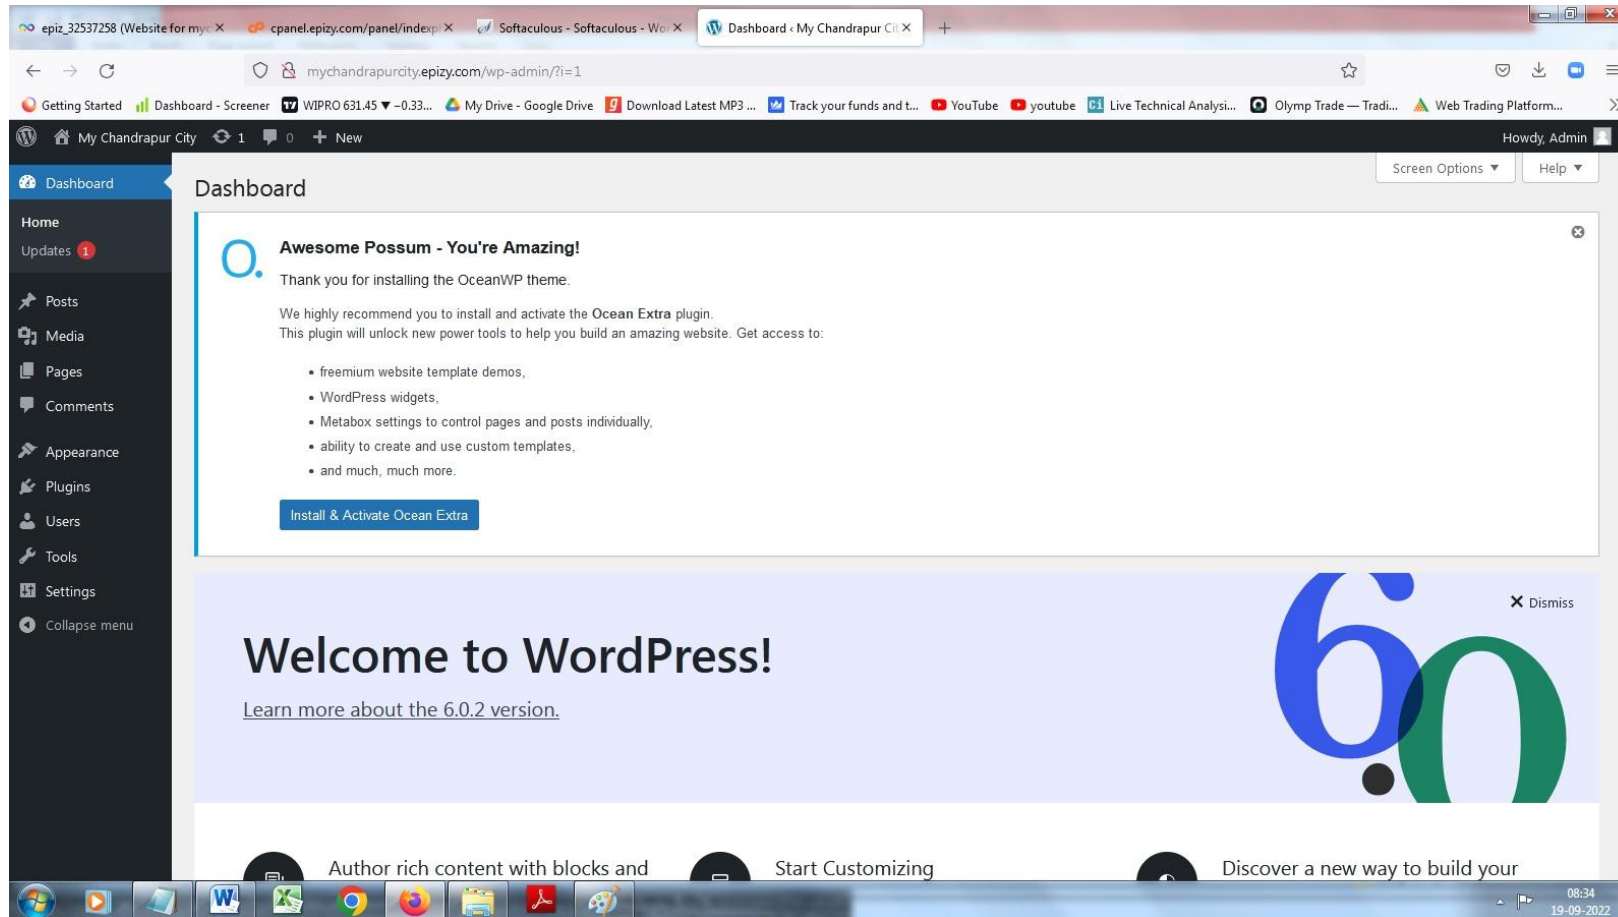 epiz_32537258 (Website for myc
cpanel.epizy.com/panel/indexpl
Softaculous - Softaculous - Wor
Dashboard ‹ My Chandrapur Cit
mychandrapurcity.epizy.com/wp-admin/?i=1
Getting Started Dashboard - Screener WIPRO 631.45 ▼ −0.33... My Drive - Google Drive Download Latest MP3 ... Track your funds and t... YouTube youtube Live Technical Analysi... Olymp Trade — Tradi... Web Trading Platform...
My Chandrapur City 1 0 + New Howdy, Admin
Screen Options ▼ Help ▼
Dashboard
Home
Updates 1
Posts
Media
Pages
Comments
Appearance
Plugins
Users
Tools
Settings
Collapse menu
Dashboard
O.
Awesome Possum - You're Amazing!
Thank you for installing the OceanWP theme.
We highly recommend you to install and activate the Ocean Extra plugin.
This plugin will unlock new power tools to help you build an amazing website. Get access to:
• freemium website template demos,
• WordPress widgets,
• Metabox settings to control pages and posts individually,
• ability to create and use custom templates,
• and much, much more.
Install & Activate Ocean Extra
Dismiss
Welcome to WordPress!
Learn more about the 6.0.2 version.
6.0
Author rich content with blocks and
Start Customizing
Discover a new way to build your
08:34
19-09-2022